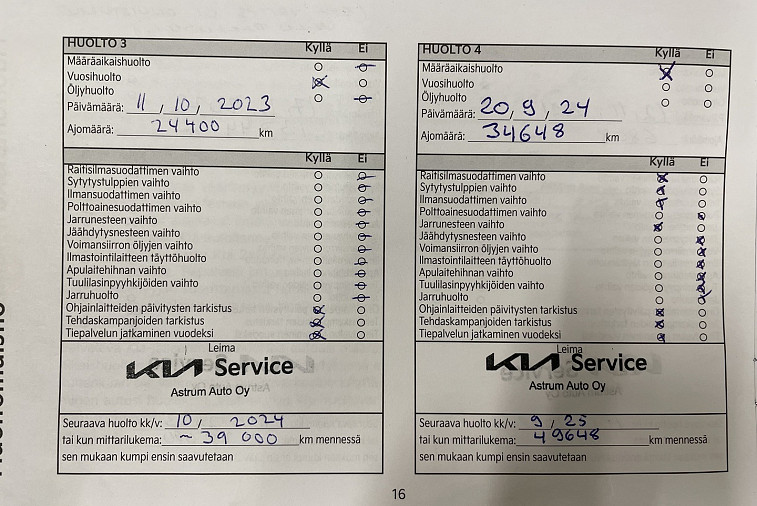 HUOLTO 3 Kyllä Ei
Määräaikaishuolto
Vuosihuolto
Öljyhuolto
Päivämäärä: 11, 10, 2023
Ajomäärä: 24400 km
Kyllä Ei
Raitisilmasuodattimen vaihto
Sytytystulppien vaihto
Ilmansuodattimen vaihto
Polttoainesuodattimen vaihto
Jarrunesteen vaihto
Jäähdytysnesteen vaihto
Voimansiirron öljyjen vaihto
Ilmastointilaitteen täyttöhuolto
Apulaitehihnan vaihto
Tuulilasinpyyhkijöiden vaihto
Jarruhuolto
Ohjainlaitteiden päivitysten tarkistus
Tehdaskampanjoiden tarkistus
Tiepalvelun jatkaminen vuodeksi
Leima
KIA Service
Astrum Auto Oy
Seuraava huolto kk/v: 10 / 2024
tai kun mittarilukema: ~ 39 000 km mennessä
sen mukaan kumpi ensin saavutetaan
HUOLTO 4 Kyllä Ei
Määräaikaishuolto
Vuosihuolto
Öljyhuolto
Päivämäärä: 20, 9, 24
Ajomäärä: 34648 km
Kyllä Ei
Raitisilmasuodattimen vaihto
Sytytystulppien vaihto
Ilmansuodattimen vaihto
Polttoainesuodattimen vaihto
Jarrunesteen vaihto
Jäähdytysnesteen vaihto
Voimansiirron öljyjen vaihto
Ilmastointilaitteen täyttöhuolto
Apulaitehihnan vaihto
Tuulilasinpyyhkijöiden vaihto
Jarruhuolto
Ohjainlaitteiden päivitysten tarkistus
Tehdaskampanjoiden tarkistus
Tiepalvelun jatkaminen vuodeksi
Leima
KIA Service
Astrum Auto Oy
Seuraava huolto kk/v: 9 / 25
tai kun mittarilukema: 49648 km mennessä
sen mukaan kumpi ensin saavutetaan
16